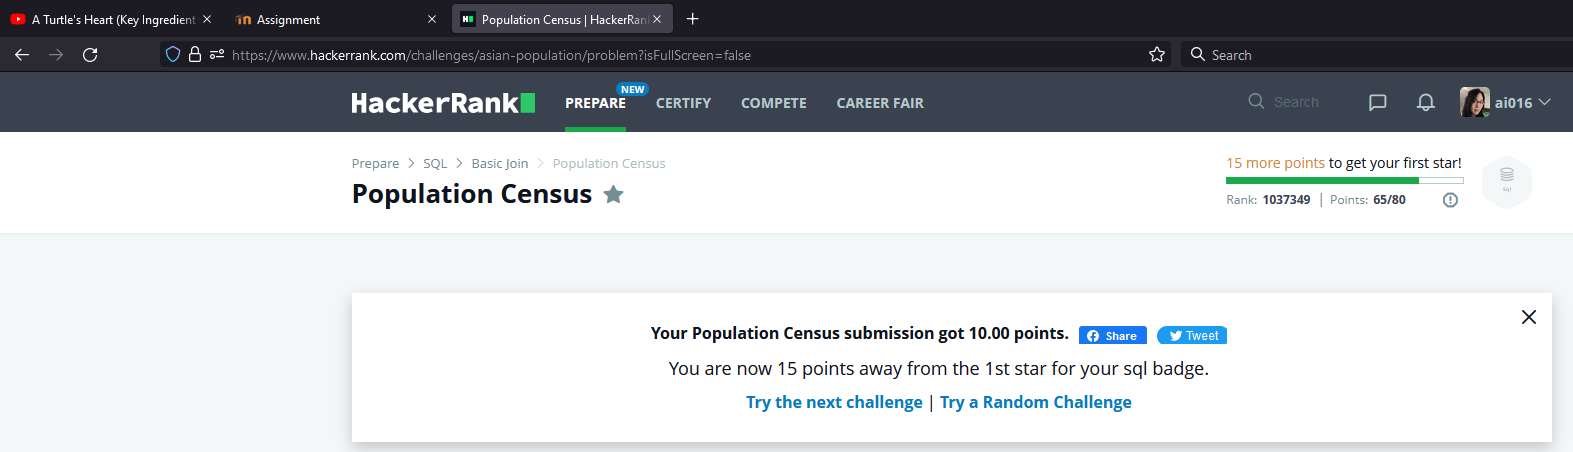 A Turtle's Heart (Key Ingredient
Assignment
Population Census | HackerRan
https://www.hackerrank.com/challenges/asian-population/problem?isFullScreen=false
Search
HackerRank
PREPARE
NEW
CERTIFY
COMPETE
CAREER FAIR
Search
ai016
Prepare > SQL > Basic Join > Population Census
Population Census
15 more points to get your first star!
Rank: 1037349 | Points: 65/80
Sql
Your Population Census submission got 10.00 points.
Share
Tweet
You are now 15 points away from the 1st star for your sql badge.
Try the next challenge | Try a Random Challenge